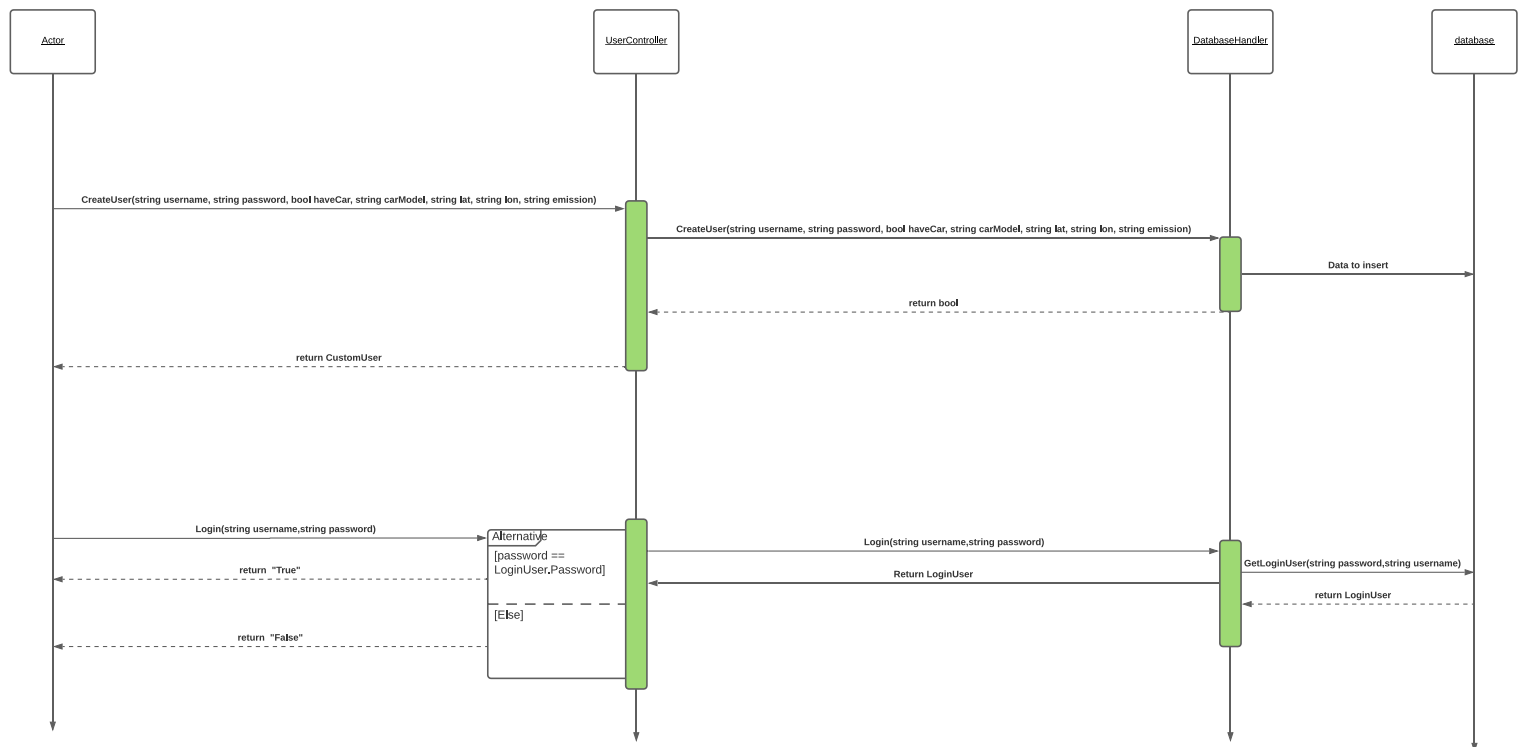 Actor
UserController
DatabaseHandler
database
CreateUser(string username, string password, bool haveCar, string carModel, string lat, string lon, string emission)
CreateUser(string username, string password, bool haveCar, string carModel, string lat, string lon, string emission)
Data to insert
return bool
return CustomUser
Login(string username,string password)
Alternative
[password ==
LoginUser.Password]
Login(string username,string password)
GetLoginUser(string password,string username)
return "True"
Return LoginUser
return LoginUser
[Else]
return "False"